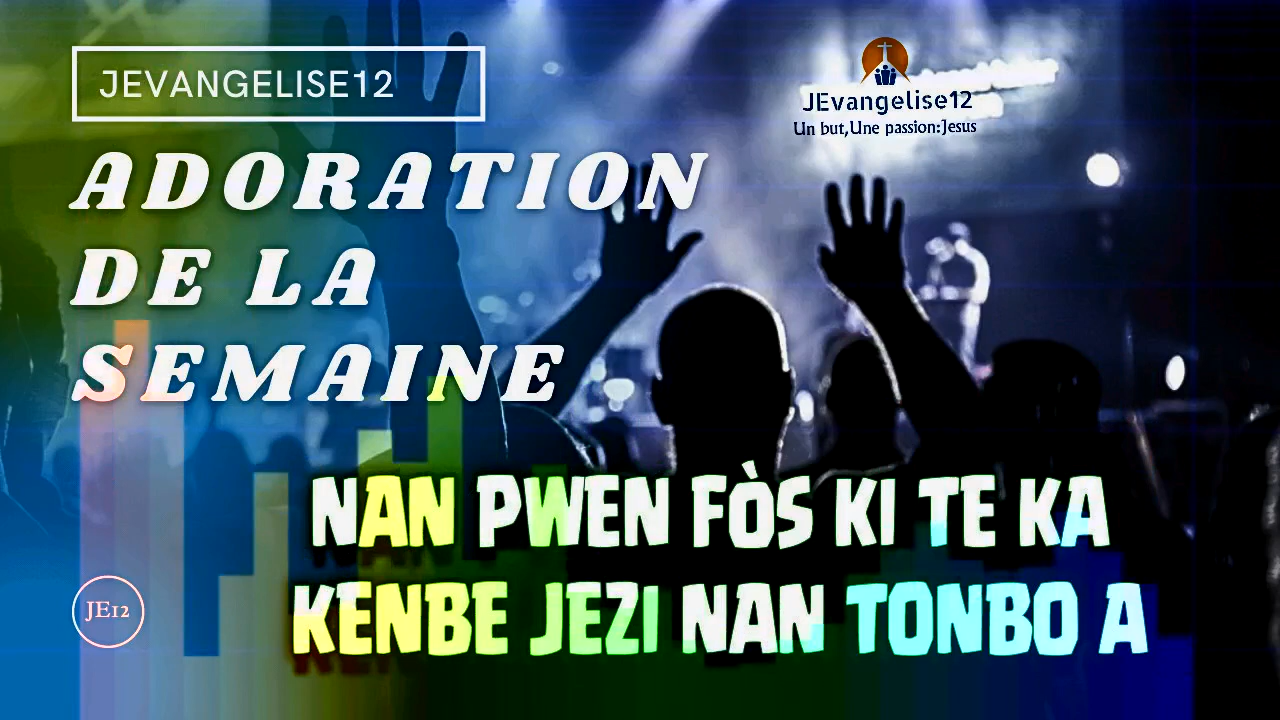 JEVANGELISE12
JEvangelise12
Un but,Une passion:Jesus
ADORATION
DE LA
SEMAINE
NAN PWEN FÒS KI TE KA
KENBE JEZI NAN TONBO A
JE12